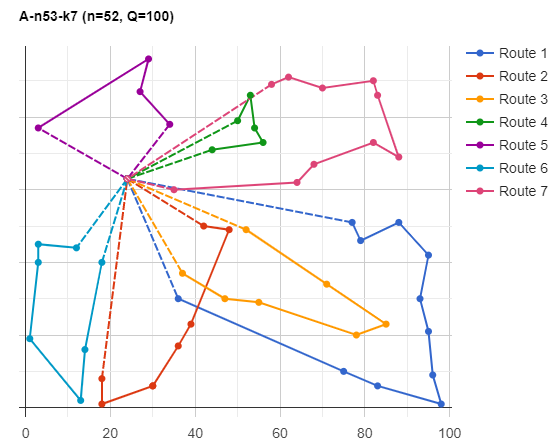 A-n53-k7 (n=52, Q=100)
Route 1
Route 2
Route 3
Route 4
Route 5
Route 6
Route 7
0 20 40 60 80 100